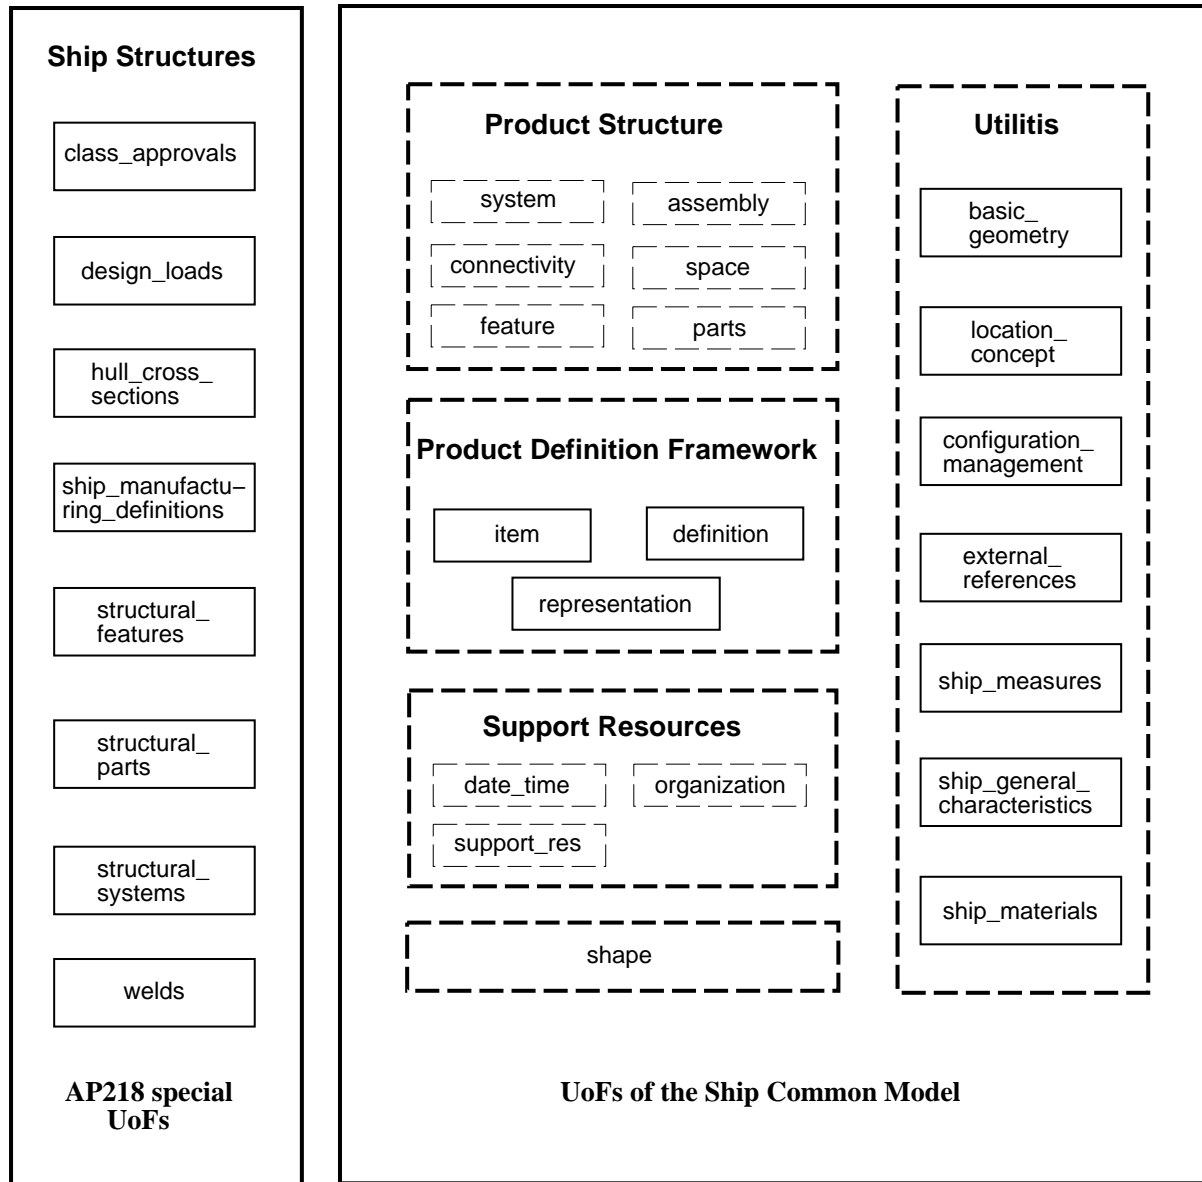 Ship Structures
class_approvals
design_loads
hull_cross_
sections
ship_manufactu–
ring_definitions
structural_
features
structural_
parts
structural_
systems
welds
AP218 special
UoFs
Product Structure
system
assembly
connectivity
space
feature
parts
Product Definition Framework
item
definition
representation
Support Resources
date_time
organization
support_res
shape
Utilitis
basic_
geometry
location_
concept
configuration_
management
external_
references
ship_measures
ship_general_
characteristics
ship_materials
UoFs of the Ship Common Model